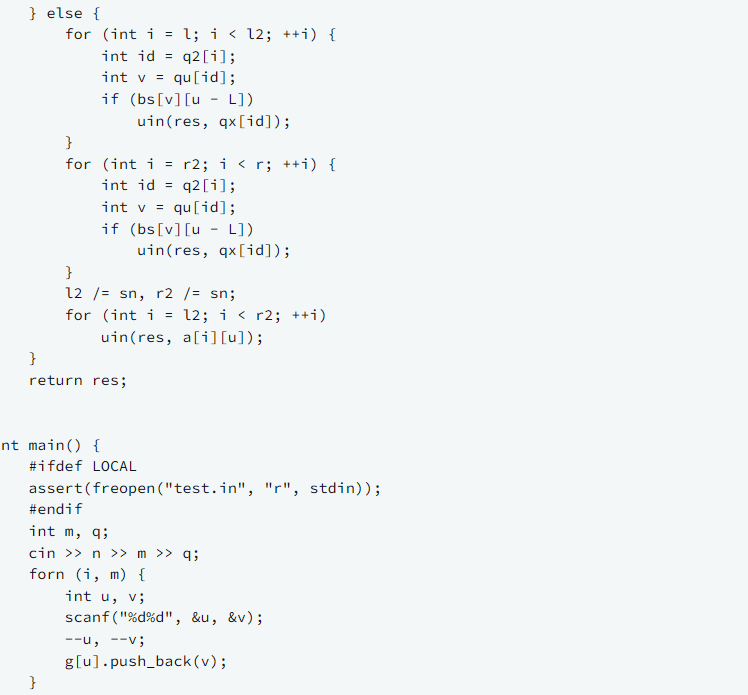 } else {
for (int i = l; i < l2; ++i) {
int id = q2[i];
int v = qu[id];
if (bs[v][u - L])
uin(res, qx[id]);
}
for (int i = r2; i < r; ++i) {
int id = q2[i];
int v = qu[id];
if (bs[v][u - L])
uin(res, qx[id]);
}
l2 /= sn, r2 /= sn;
for (int i = l2; i < r2; ++i)
uin(res, a[i][u]);
}
return res;
nt main() {
#ifdef LOCAL
assert(freopen("test.in", "r", stdin));
#endif
int m, q;
cin >> n >> m >> q;
forn (i, m) {
int u, v;
scanf("%d%d", &u, &v);
--u, --v;
g[u].push_back(v);
}